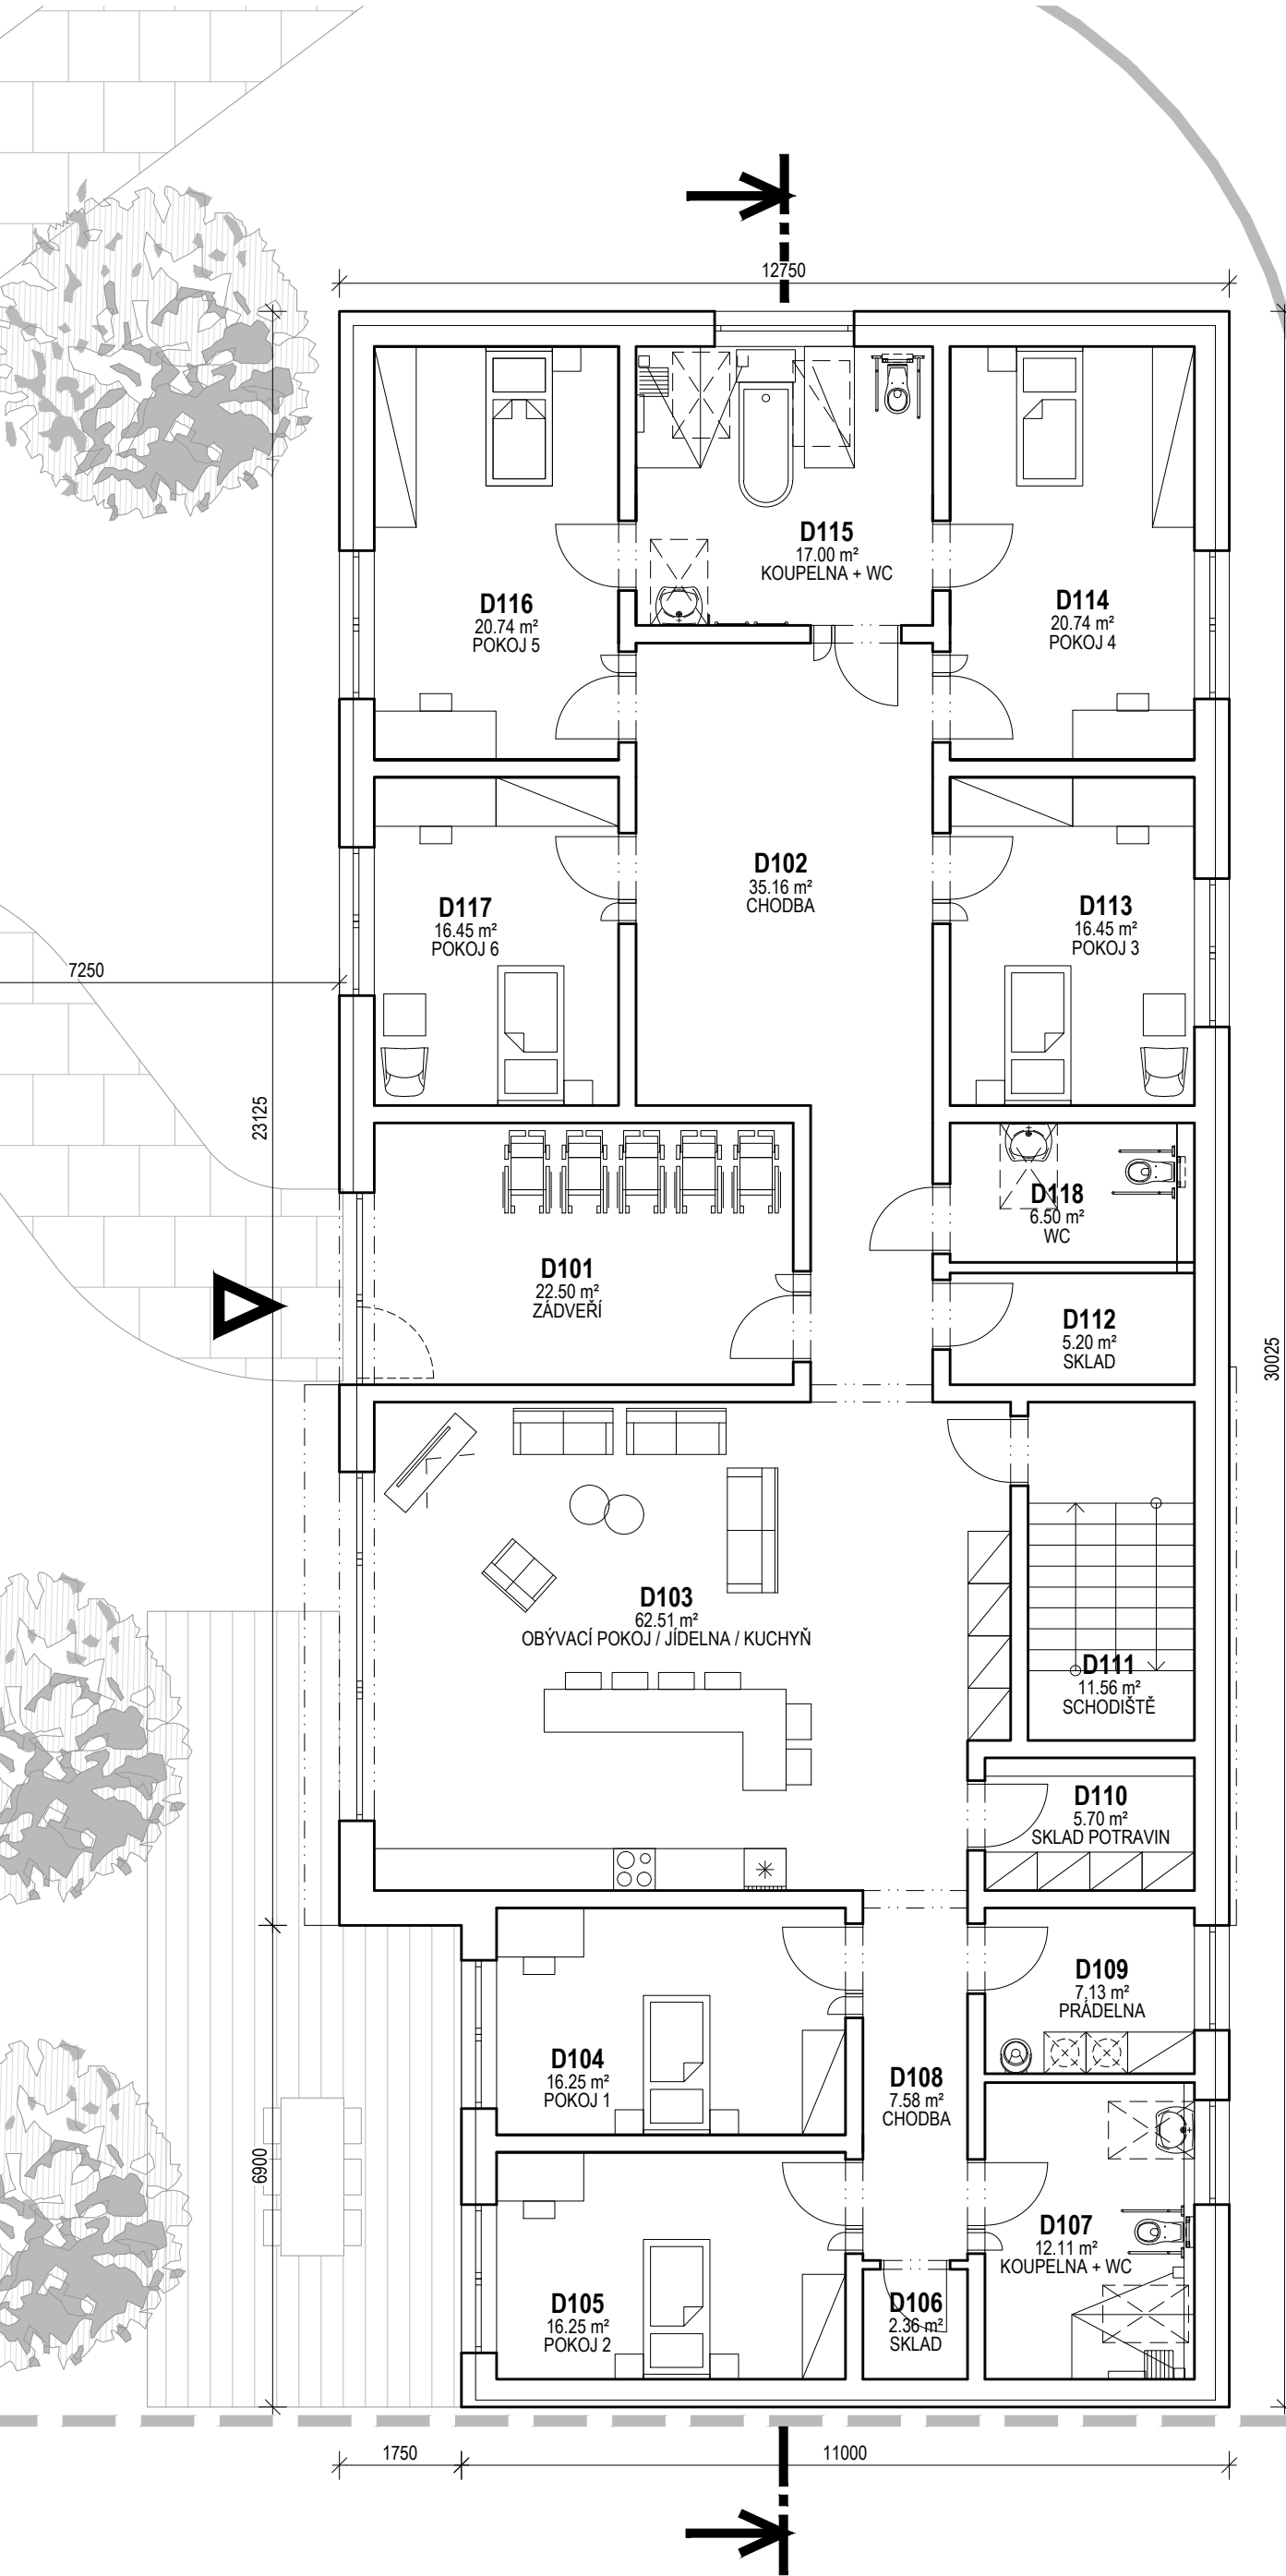 12750
D115
17.00 m²
KOUPELNA + WC
D116
20.74 m²
POKOJ 5
D114
20.74 m²
POKOJ 4
D102
35.16 m²
CHODBA
D117
16.45 m²
POKOJ 6
D113
16.45 m²
POKOJ 3
7250
23125
D118
6.50 m²
WC
D101
22.50 m²
ZÁDVEŘÍ
D112
5.20 m²
SKLAD
30025
D103
62.51 m²
OBÝVACÍ POKOJ / JÍDELNA / KUCHYŇ
D111
11.56 m²
SCHODIŠTĚ
D110
5.70 m²
SKLAD POTRAVIN
D109
7.13 m²
PRÁDELNA
D104
16.25 m²
POKOJ 1
D108
7.58 m²
CHODBA
6900
D107
12.11 m²
KOUPELNA + WC
D105
16.25 m²
POKOJ 2
D106
2.36 m²
SKLAD
1750
11000